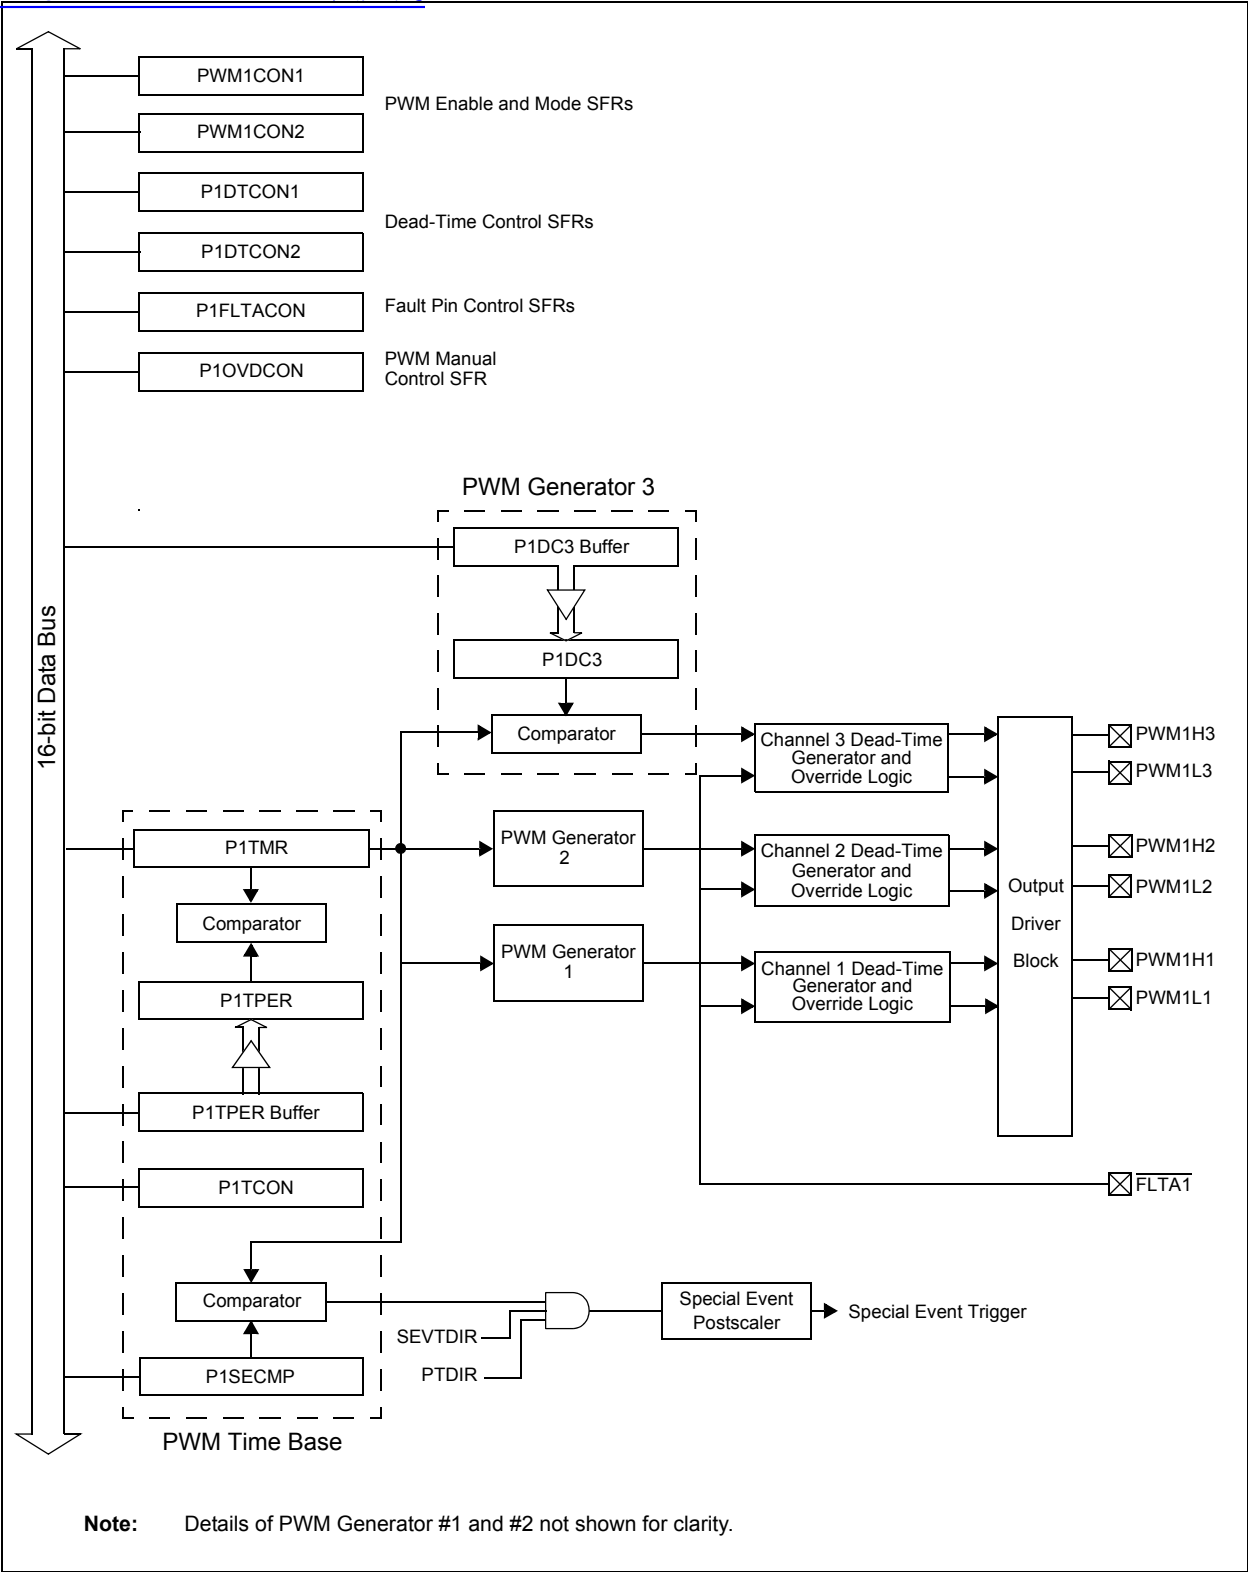 PWM1CON1
PWM Enable and Mode SFRs
PWM1CON2
P1DTCON1
Dead-Time Control SFRs
P1DTCON2
P1FLTACON
Fault Pin Control SFRs
P1OVDCON
PWM Manual
Control SFR
16-bit Data Bus
PWM Generator 3
P1DC3 Buffer
P1DC3
Comparator
Channel 3 Dead-Time
Generator and
Override Logic
PWM1H3
PWM1L3
P1TMR
PWM Generator
2
Channel 2 Dead-Time
Generator and
Override Logic
PWM1H2
PWM1L2
Output
Driver
Block
Comparator
PWM Generator
1
Channel 1 Dead-Time
Generator and
Override Logic
PWM1H1
PWM1L1
P1TPER
P1TPER Buffer
P1TCON
FLTA1
Comparator
SEVTDIR
PTDIR
Special Event
Postscaler
Special Event Trigger
P1SECMP
PWM Time Base
Note: Details of PWM Generator #1 and #2 not shown for clarity.